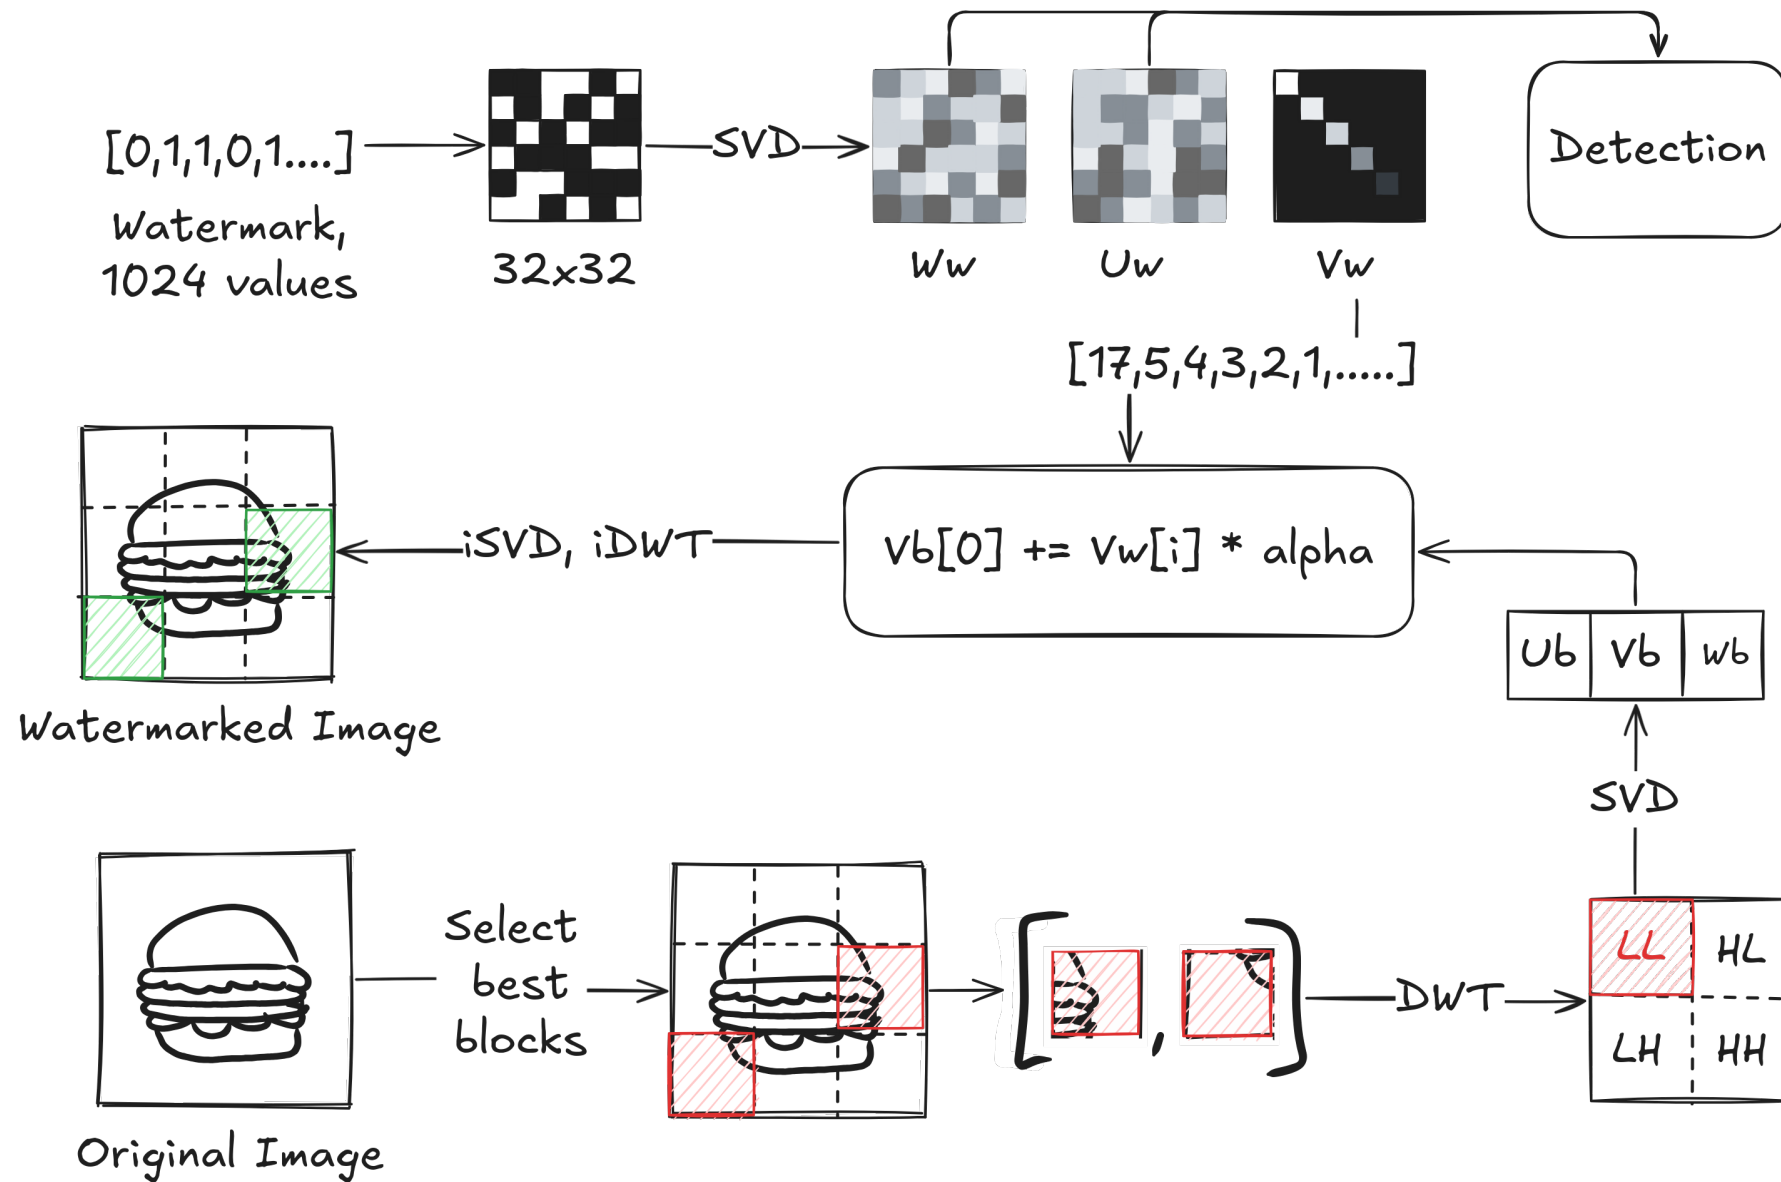 [0,1,1,0,1....]
Watermark,
1024 values
32x32
SVD
Ww
Uw
Vw
Detection
[17,5,4,3,2,1,.....]
Vb[0] += Vw[i] * alpha
iSVD, iDWT
Watermarked Image
Ub
Vb
Wb
SVD
Original Image
Select
best
blocks
,
DWT
LL
HL
LH
HH